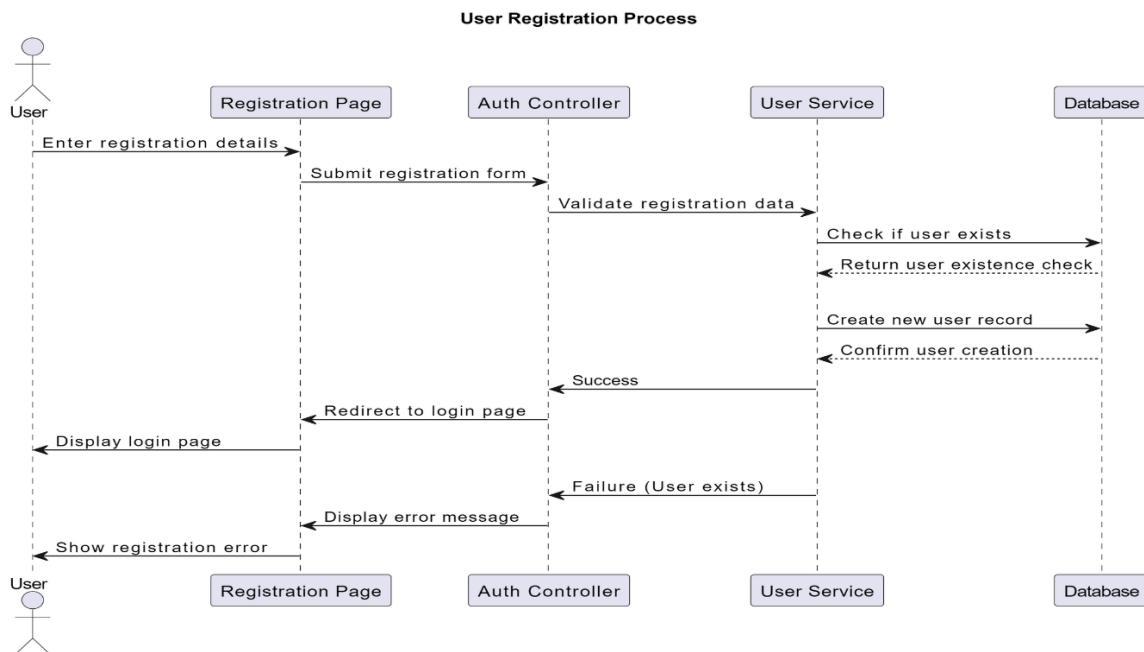 User Registration Process
User
Registration Page
Auth Controller
User Service
Database
Enter registration details
Submit registration form
Validate registration data
Check if user exists
Return user existence check
Create new user record
Confirm user creation
Success
Redirect to login page
Display login page
Failure (User exists)
Display error message
Show registration error
User
Registration Page
Auth Controller
User Service
Database